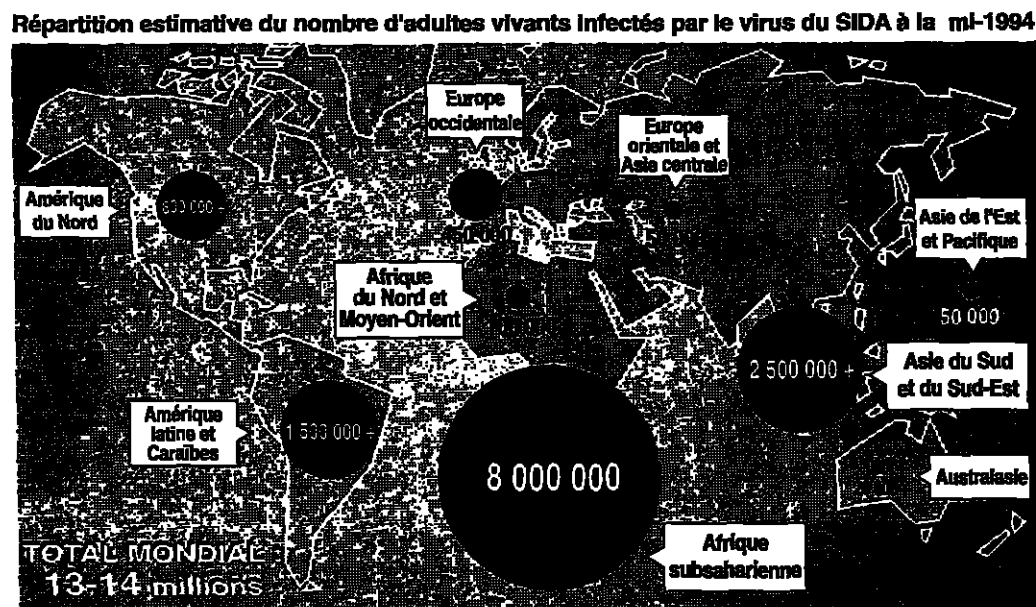 Répartition estimative du nombre d'adultes vivants infectés par le virus du SIDA à la mi-1994
Europe
occidentale
Europe
orientale et
Asie centrale
Amérique
du Nord
Asie de l'Est
et Pacifique
50 000
Afrique
du Nord et
Moyen-Orient
2 500 000 +
Asie du Sud
et du Sud-Est
Amérique
latine et
Caraïbes
8 000 000
Australasie
Afrique
subsaharienne
TOTAL MONDIAL
13-14 millions